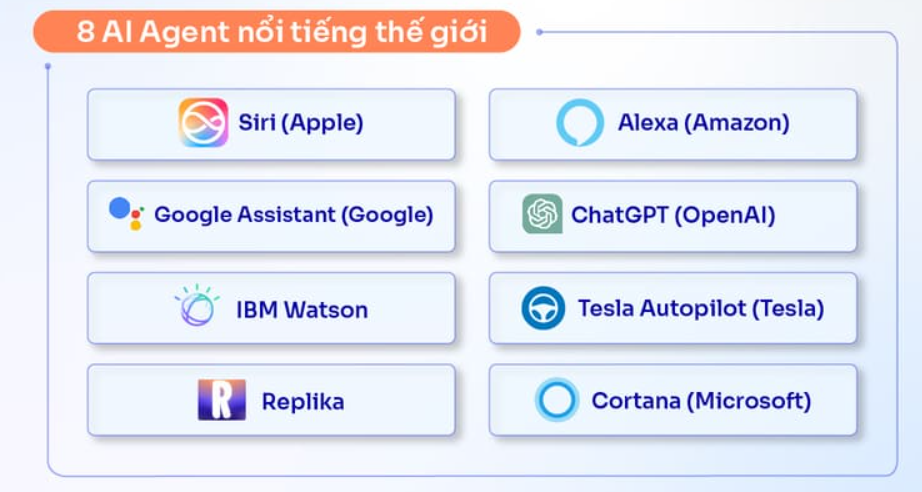 8 AI Agent nổi tiếng thế giới
Siri (Apple)
Alexa (Amazon)
Google Assistant (Google)
ChatGPT (OpenAI)
IBM Watson
Tesla Autopilot (Tesla)
R
Replika
Cortana (Microsoft)